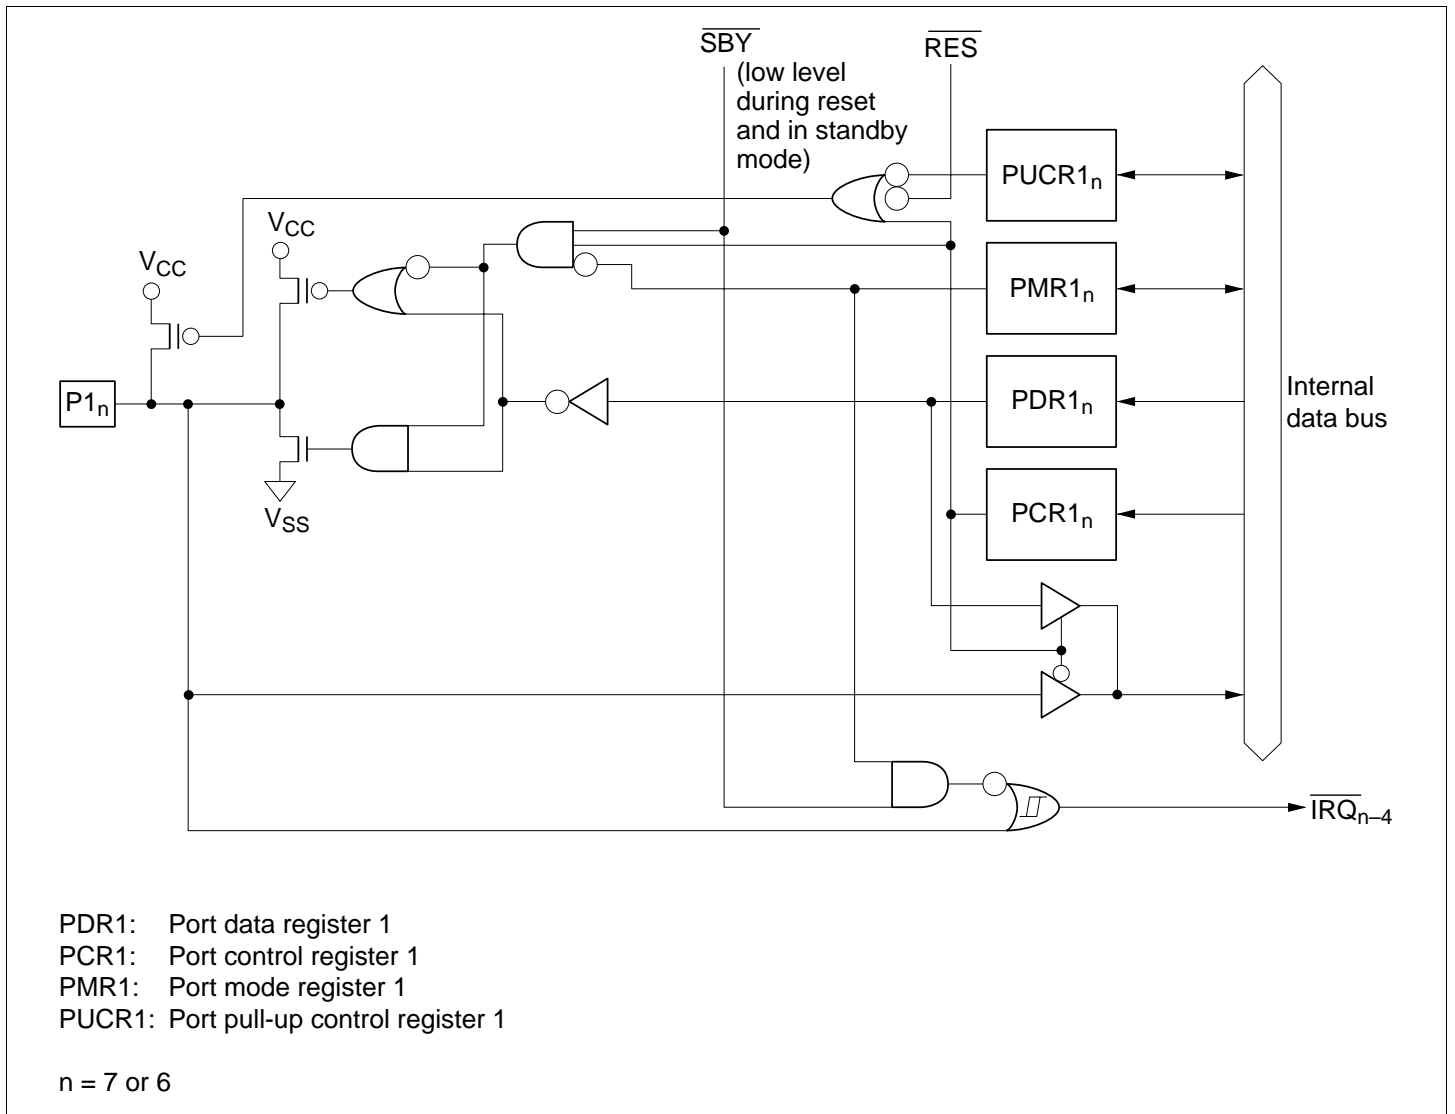 SBY
(low level
during reset
and in standby
mode)
RES
PUCR1n
VCC
VCC
PMR1n
P1n
PDR1n
Internal
data bus
PCR1n
VSS
IRQn–4
PDR1: Port data register 1
PCR1: Port control register 1
PMR1: Port mode register 1
PUCR1: Port pull-up control register 1
n = 7 or 6